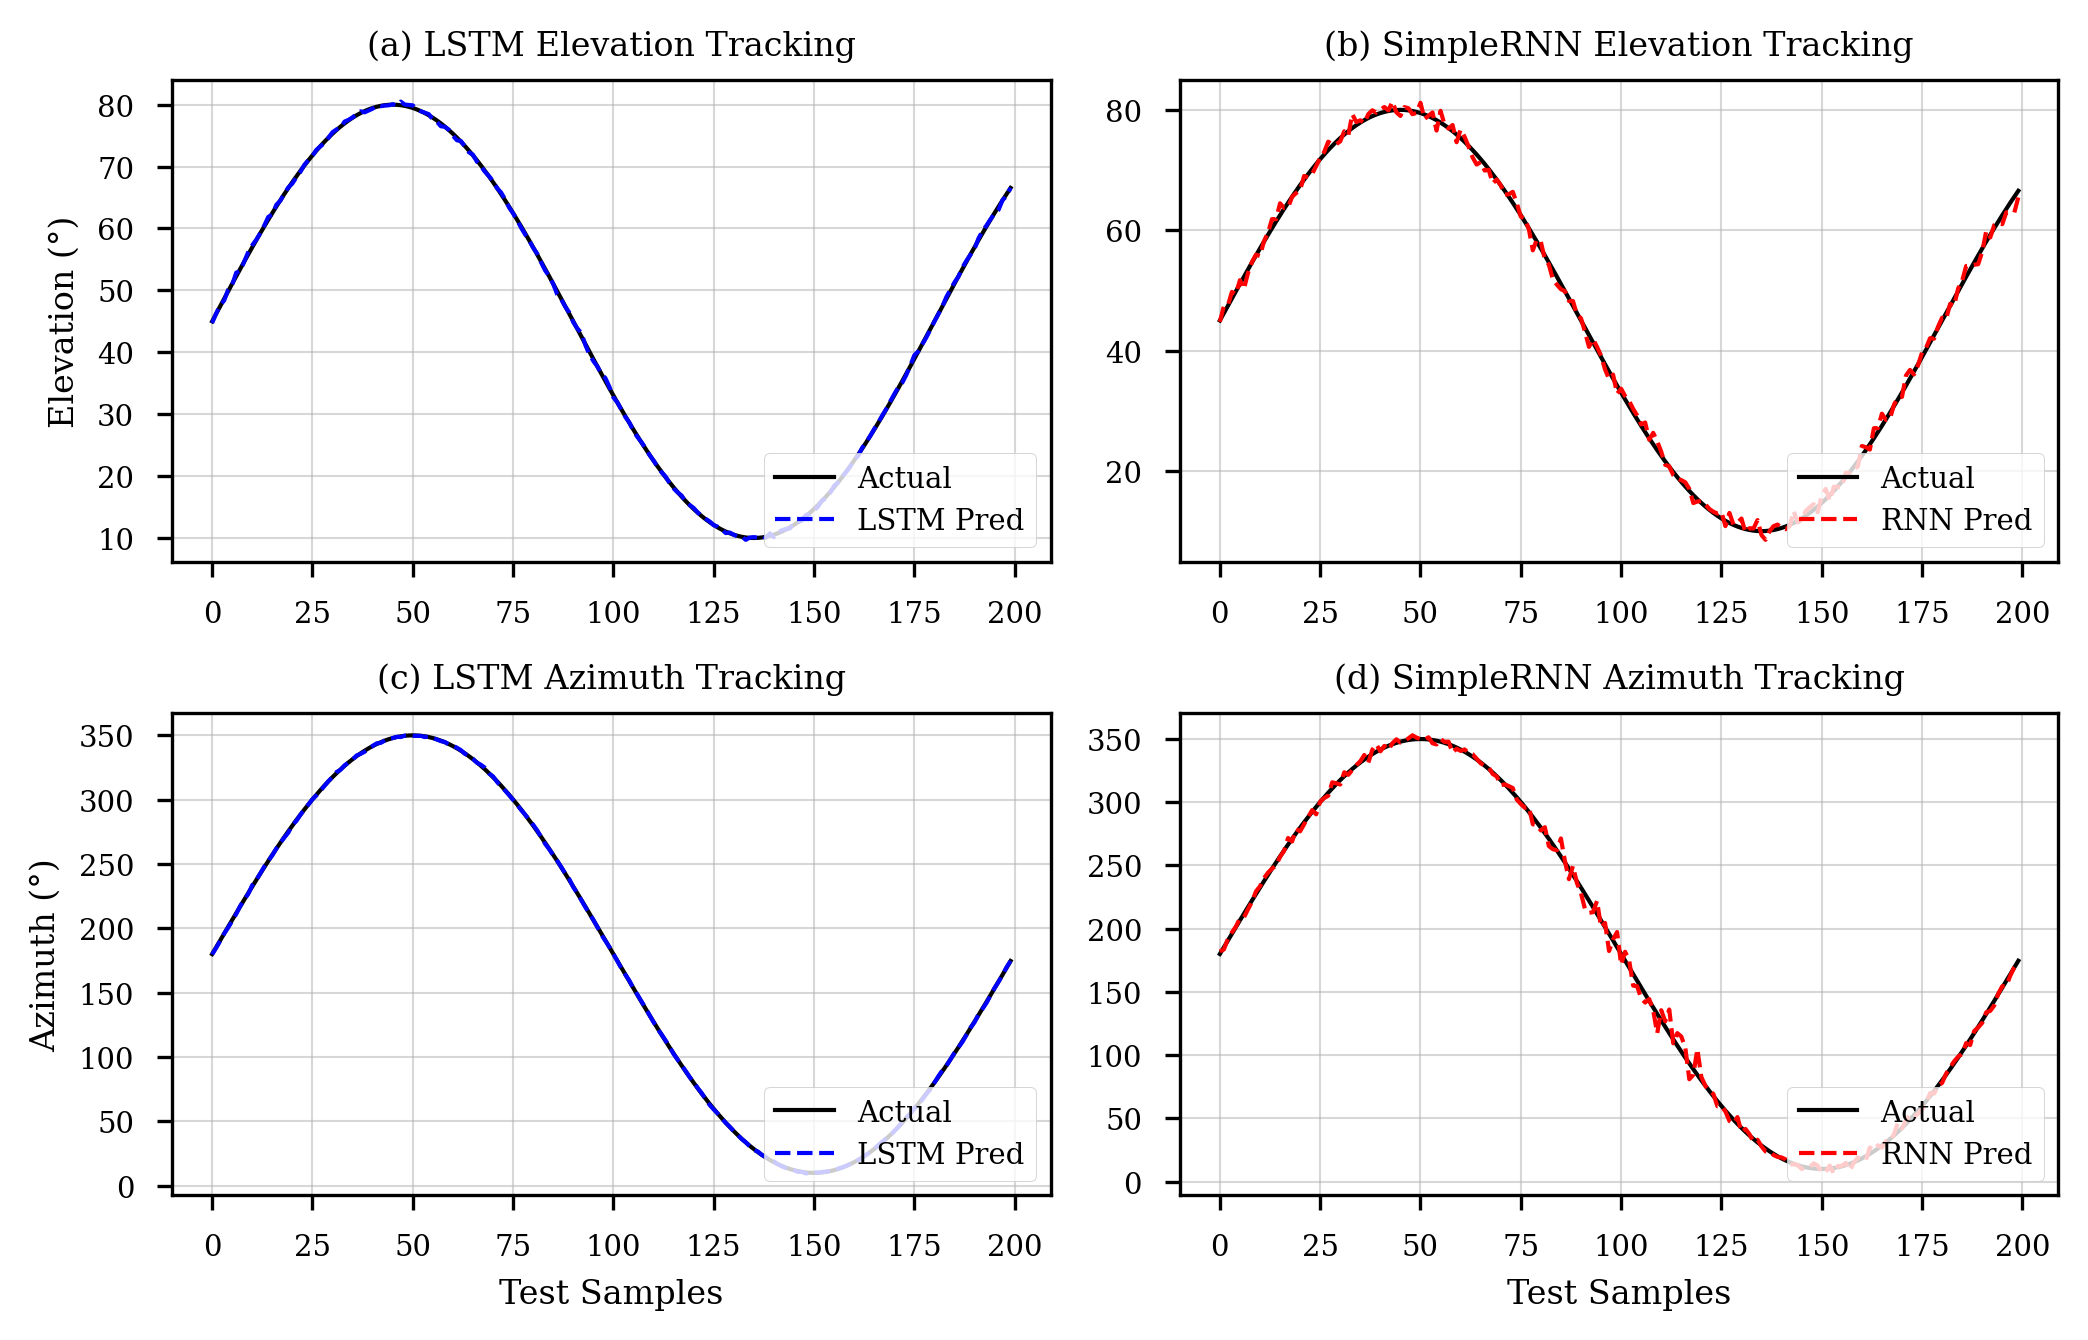 (a) LSTM Elevation Tracking
Elevation (°)
80
70
60
50
40
30
20
10
Actual
LSTM Pred
0 25 50 75 100 125 150 175 200
(b) SimpleRNN Elevation Tracking
80
60
40
20
Actual
RNN Pred
0 25 50 75 100 125 150 175 200
(c) LSTM Azimuth Tracking
Azimuth (°)
350
300
250
200
150
100
50
0
Actual
LSTM Pred
0 25 50 75 100 125 150 175 200
Test Samples
(d) SimpleRNN Azimuth Tracking
350
300
250
200
150
100
50
0
Actual
RNN Pred
0 25 50 75 100 125 150 175 200
Test Samples